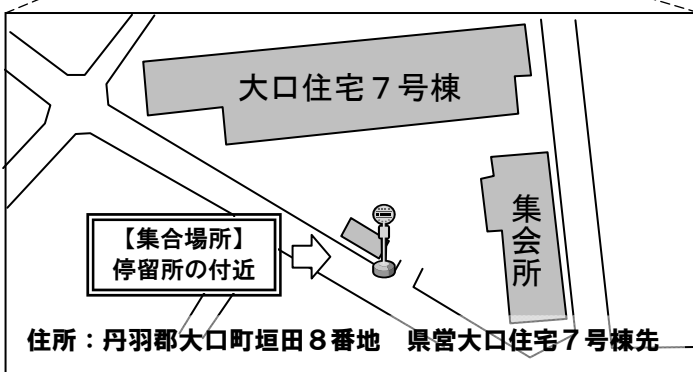 大口住宅７号棟
集会所
【集合場所】
停留所の付近
住所：丹羽郡大口町垣田８番地　県営大口住宅７号棟先